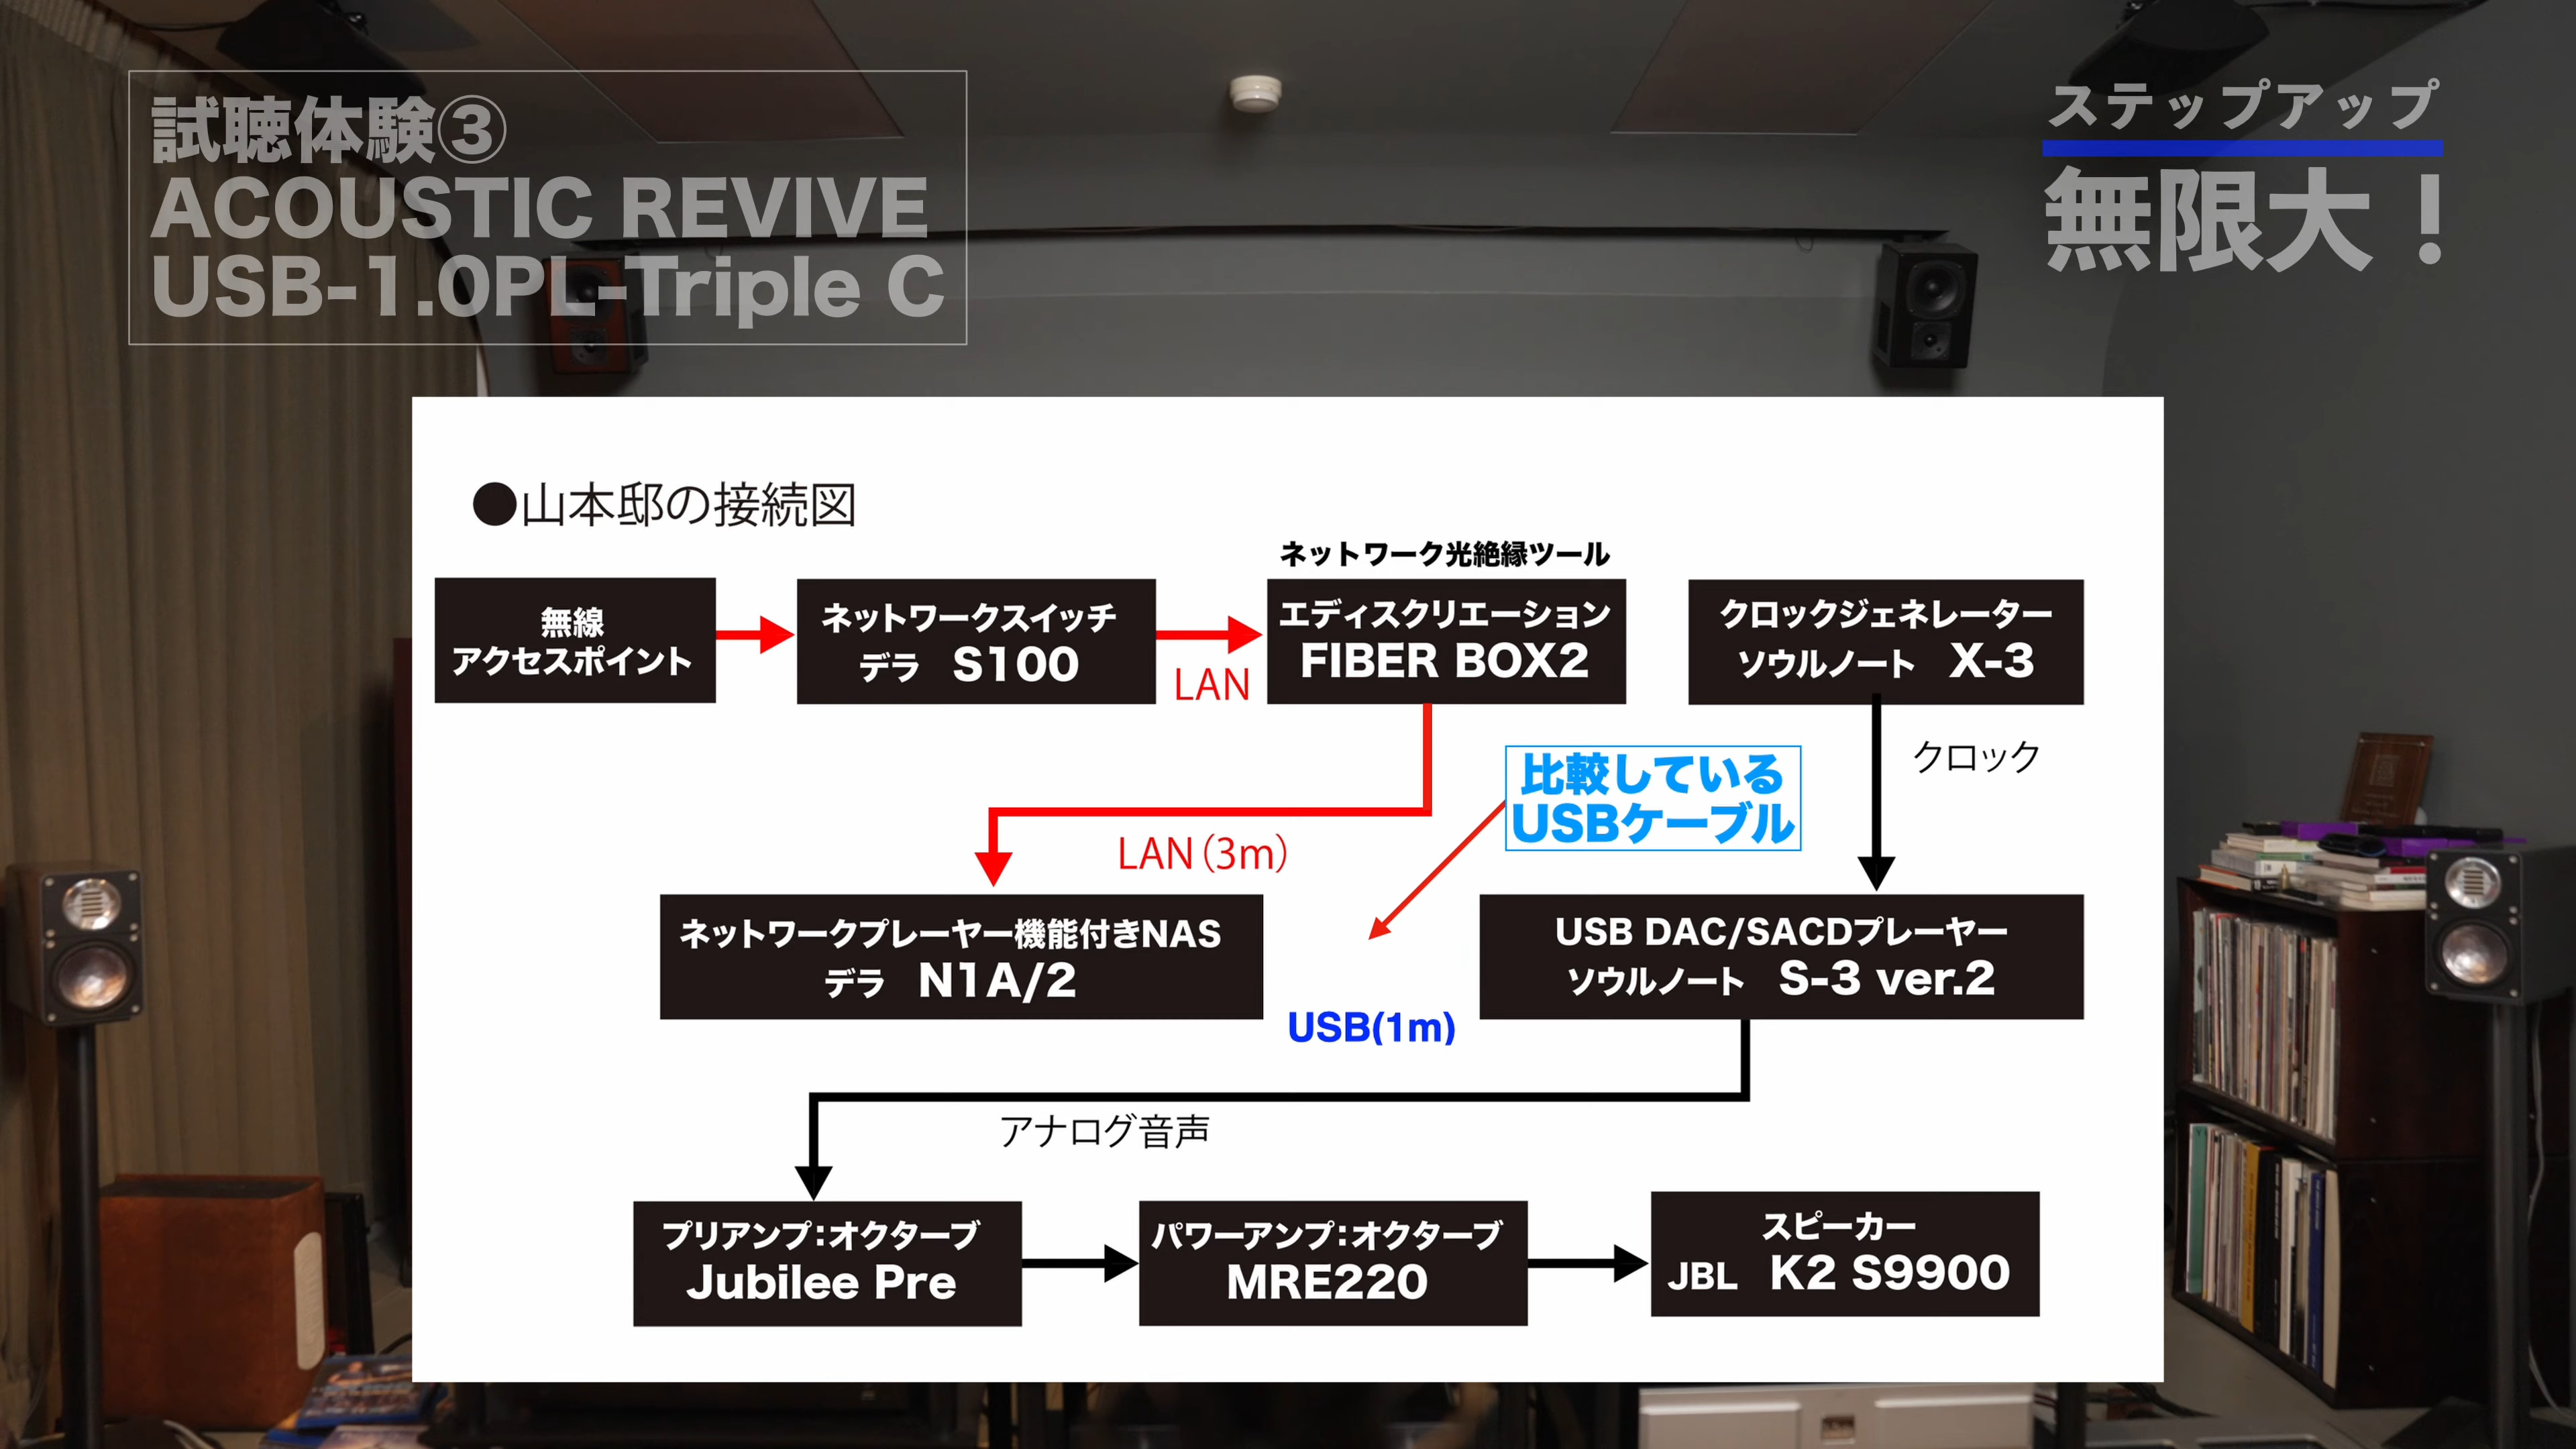 試聴体験③
ACOUSTIC REVIVE
USB-1.0PL-Triple C
ステップアップ
無限大！
●山本邸の接続図
無線
アクセスポイント
ネットワークスイッチ
デラ S100
LAN
ネットワーク光絶縁ツール
エディスクリエーション
FIBER BOX2
クロックジェネレーター
ソウルノート X-3
クロック
比較している
USBケーブル
LAN（3m）
ネットワークプレーヤー機能付きNAS
デラ N1A/2
USB(1m)
USB DAC/SACDプレーヤー
ソウルノート S-3 ver.2
アナログ音声
プリアンプ：オクターブ
Jubilee Pre
パワーアンプ：オクターブ
MRE220
スピーカー
JBL K2 S9900